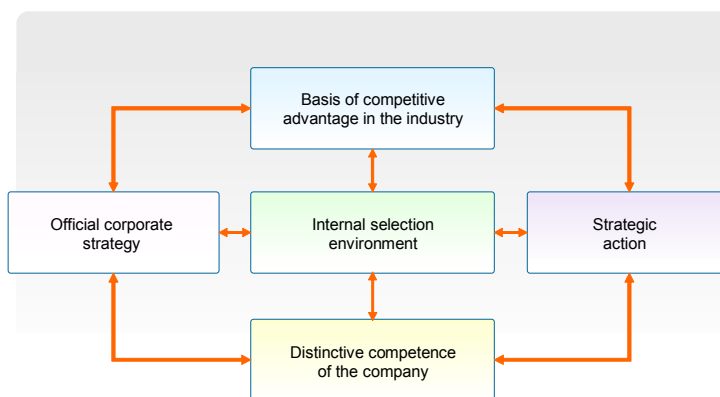 Basis of competitive
advantage in the industry
Official corporate
strategy
Internal selection
environment
Strategic
action
Distinctive competence
of the company